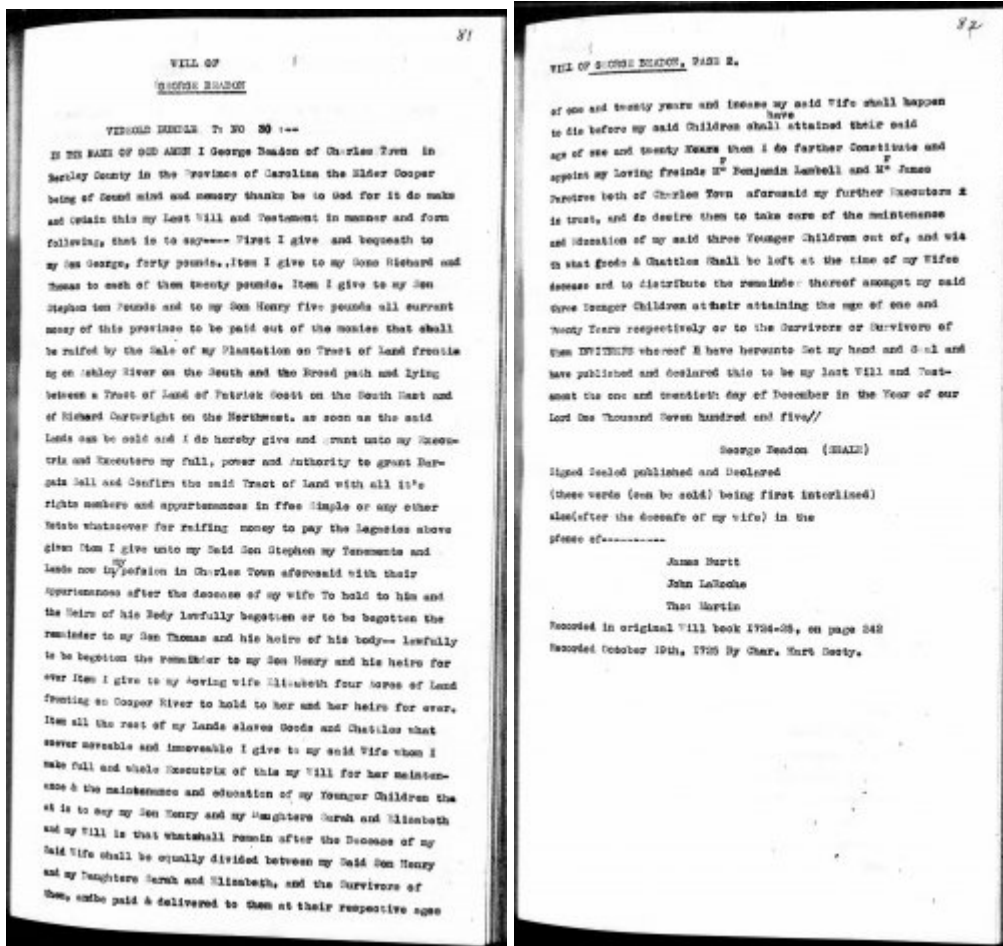 81
WILL OF
GEORGE BEADON
VERSOLD BUNDLE T: NO 30 :--
IN THE NAME OF GOD AMEN I George Beadon of Charles Town in
Berkley County in the Province of Carolina the Elder Cooper
being of Sound mind and memory thanks be to God for it do make
and Ordain this my Last Will and Testament in manner and form
following, that is to say---- First I give and bequeath to
my Son George, forty pounds.,Item I give to my Sons Richard and
Thomas to each of them twenty pounds. Item I give to my Son
Stephen ten Pounds and to my Son Henry five pounds all currant
money of this province to be paid out of the monies that shall
be raifed by the Sale of my Plantation on Tract of Land frontin
ng on Ashley River on the South and the Broad path and lying
between a Tract of Land of Patrick Scott on the South East and
of Richard Cartwright on the Northwest. as soon as the said
Lands can be sold and I do hereby give and grant unto my Execu-
trix and Executors my full, power and Authority to grant Bar-
gain Sell and Confirm the said Tract of Land with all it's
rights members and appurtenances in ffee Simple or any other
Estate whatsoever for raifing money to pay the Legacies above
given Item I give unto my Said Son Stephen my Tenements and
Lands now in my pofsion in Charles Town aforesaid with their
Appurtenances after the decease of my wife To hold to him and
the Heirs of his Body lawfully begotten or to be begotten the
remainder to my Son Thomas and his heirs of his body-- lawfully
to be begotten the remainder to my Son Henry and his heirs for
ever Item I give to my loving wife Elizabeth four Acres of Land
fronting on Cooper River to hold to her and her heirs for ever.
Item all the rest of my Lands slaves Goods and Chattles what
soever moveable and immoveable I give to my said Wife whom I
make full and whole Executrix of this my Will for her mainten-
ance & the maintenance and education of my Younger Children tha
at is to say my Son Henry and my Daughters Sarah and Elizabeth
and my Will is that whatshall remain after the Decease of my
Said Wife shall be equally divided between my Said Son Henry
and my Daughters Sarah and Elizabeth, and the Survivors of
them, andbe paid & delivered to them at their respective ages
82
WILL OF GEORGE BEADON, PAGE 2.
of one and twenty years and incase my said Wife shall happen
to die before my said Children shall have attained their said
age of one and twenty Years then I do farther Constitute and
appoint my Loving freinds Mr Benjamin Lambell and Mr James
Peretree both of Charles Town aforesaid my further Executors
in trust, and do desire them to take care of the maintenance
and Education of my said three Younger Children out of, and wit
th what goods & Chattles Shall be left at the time of my Wifes
decease and to distribute the remainder thereof amongst my said
three Younger Children at their attaining the age of one and
Twenty Years respectively or to the Survivors or Survivors of
them INWITNESS whereof I have hereunto Set my hand and Seal and
have published and declared this to be my last Will and Test-
ament the one and twentieth day of December in the Year of our
Lord One Thousand Seven hundred and five//
George Beadon (SEALE)
Signed Sealed published and Declared
(these words (can be sold) being first interlined)
also(after the deceafe of my wife) in the
pfence of----------
James Burtt
John LaRoche
Thos Martin
Recorded in original Will book 1724-25, on page 242
Recorded October 19th, 1725 By Char. Hart Secty.